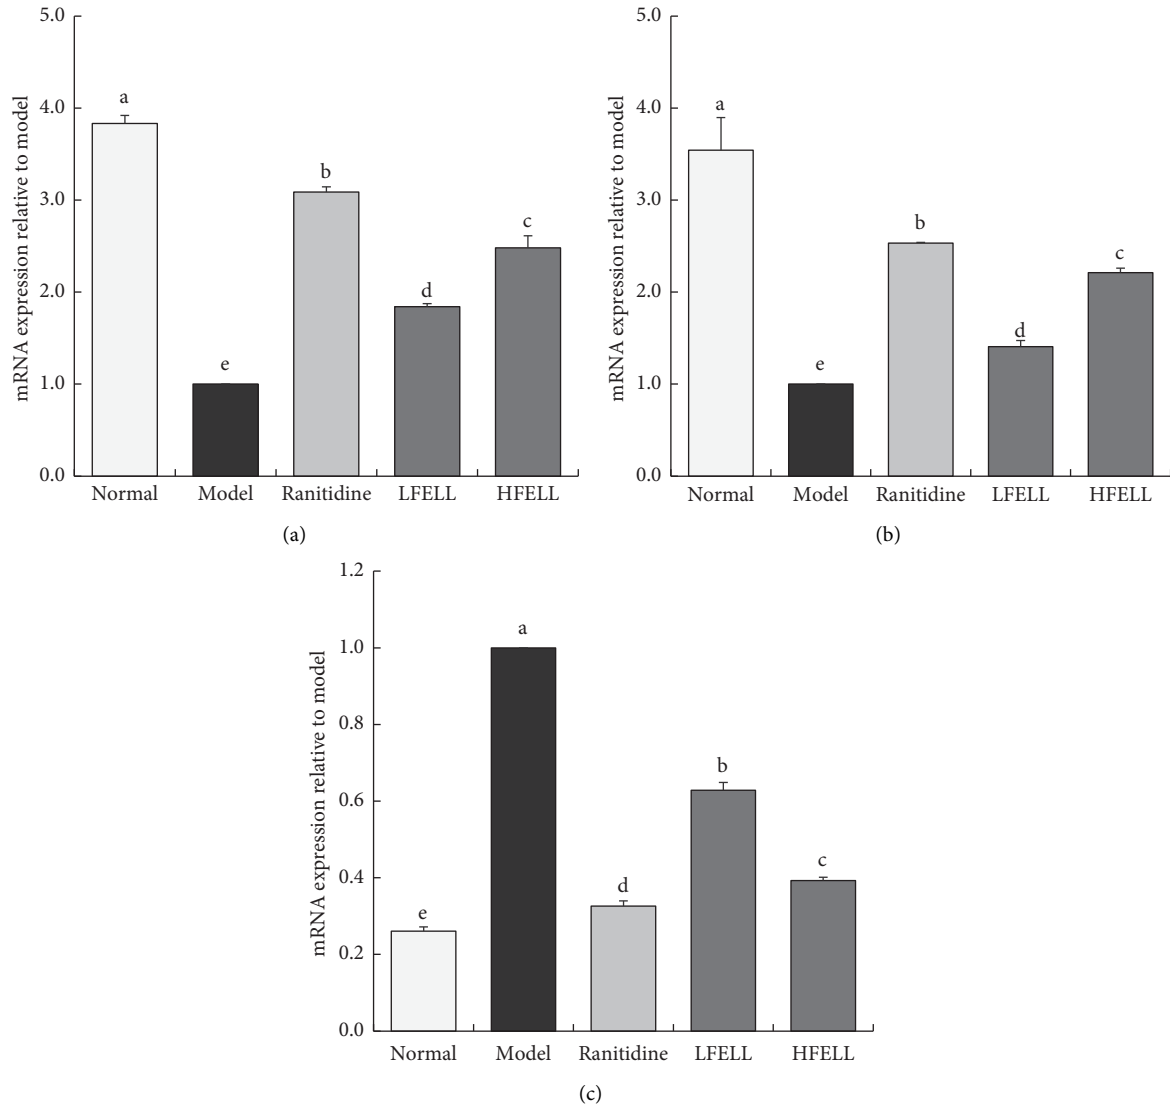 mRNA expression relative to model
5.0
4.0
3.0
2.0
1.0
0.0
a
e
b
d
c
Normal Model Ranitidine LFELL HFELL
(a)
mRNA expression relative to model
5.0
4.0
3.0
2.0
1.0
0.0
a
e
b
d
c
Normal Model Ranitidine LFELL HFELL
(b)
mRNA expression relative to model
1.2
1.0
0.8
0.6
0.4
0.2
0.0
e
a
d
b
c
Normal Model Ranitidine LFELL HFELL
(c)